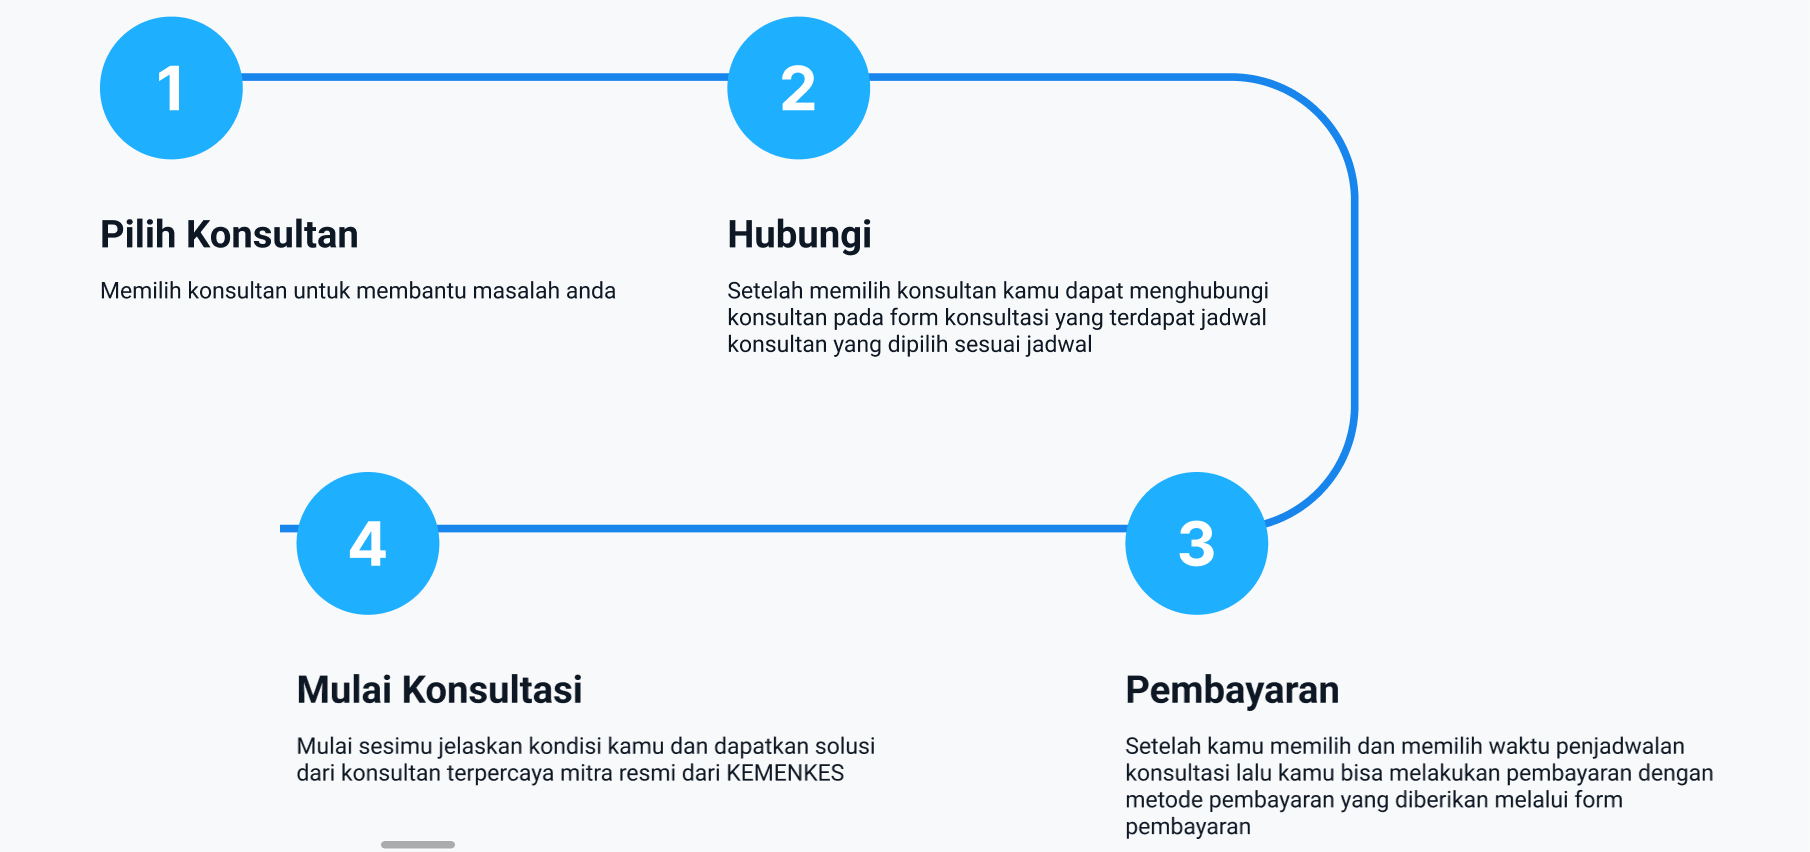 1
Pilih Konsultan
Memilih konsultan untuk membantu masalah anda
2
Hubungi
Setelah memilih konsultan kamu dapat menghubungi
konsultan pada form konsultasi yang terdapat jadwal
konsultan yang dipilih sesuai jadwal
3
Pembayaran
Setelah kamu memilih dan memilih waktu penjadwalan
konsultasi lalu kamu bisa melakukan pembayaran dengan
metode pembayaran yang diberikan melalui form
pembayaran
4
Mulai Konsultasi
Mulai sesimu jelaskan kondisi kamu dan dapatkan solusi
dari konsultan terpercaya mitra resmi dari KEMENKES